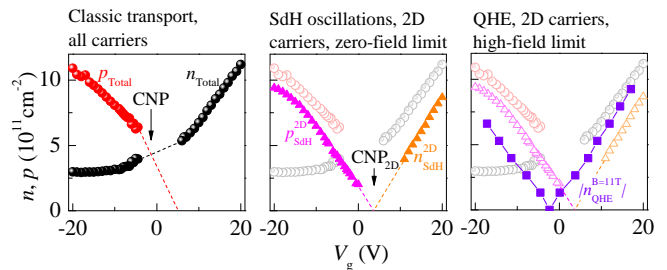 Classic transport,
all carriers
SdH oscillations, 2D
carriers, zero-field limit
QHE, 2D carriers,
high-field limit
n, p (10^11 cm^-2)
10
5
0
p_Total
n_Total
CNP
p^2D_SdH
n^2D_SdH
CNP_2D
|n^B=11T_QHE|
-20 0 20
-20 0 20
-20 0 20
V_g (V)